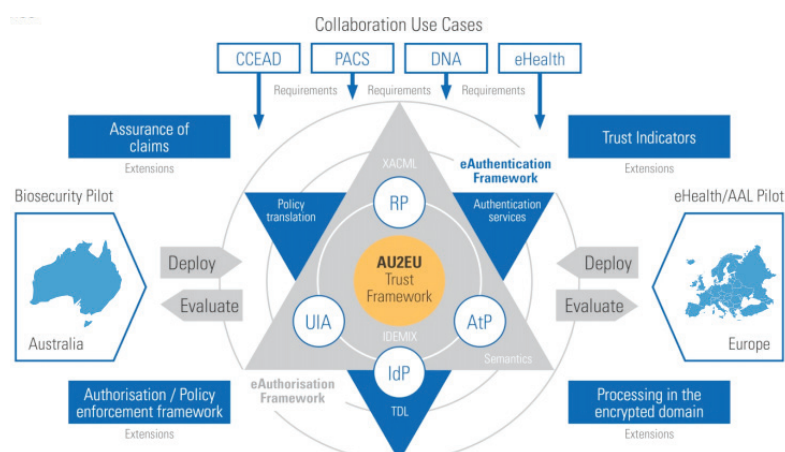 Collaboration Use Cases
CCEAD
PACS
DNA
eHealth
Requirements
Requirements
Requirements
Assurance of
claims
Extensions
Trust Indicators
Extensions
XACML
eAuthentication
Framework
Biosecurity Pilot
eHealth/AAL Pilot
Policy
translation
RP
Authentication
services
Deploy
Evaluate
AU2EU
Trust
Framework
Deploy
Evaluate
UIA
AtP
IDEMIX
Australia
Europe
Semantics
IdP
eAuthorisation
Framework
TDL
Authorisation / Policy
enforcement framework
Extensions
Processing in the
encrypted domain
Extensions